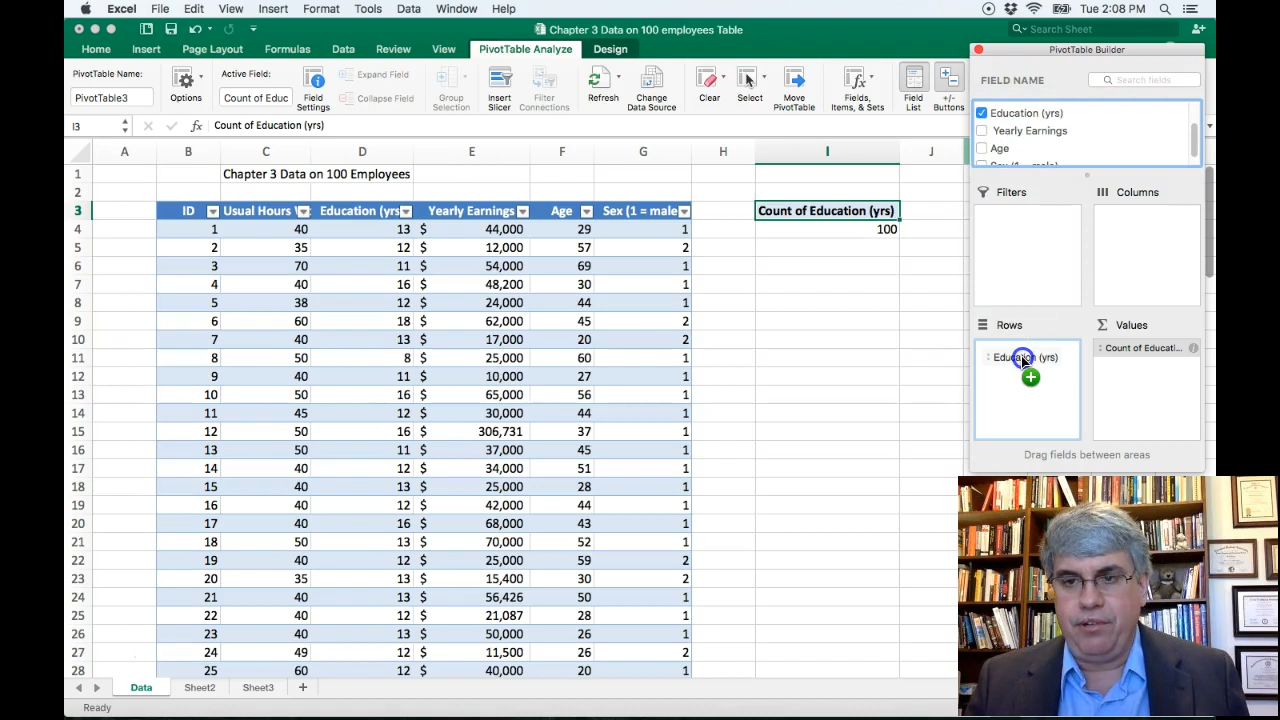 Excel File Edit View Insert Format Tools Data Window Help Tue 2:08 PM
Chapter 3 Data on 100 employees Table Search Sheet
Home Insert Page Layout Formulas Data Review View PivotTable Analyze Design
PivotTable Name:
PivotTable3
Options
Active Field:
Count of Educ
Field Settings
Expand Field
Collapse Field
Group Selection
Insert Slicer
Filter Connections
Refresh
Change Data Source
Clear
Select
Move PivotTable
Fields, Items, & Sets
Field List
+/- Buttons
I3 fx Count of Education (yrs)
A B C D E F G H I J
1 Chapter 3 Data on 100 Employees
2
3 ID Usual Hours Education (yrs Yearly Earnings Age Sex (1 = male Count of Education (yrs)
4 1 40 13 $ 44,000 29 1 100
5 2 35 12 $ 12,000 57 2
6 3 70 11 $ 54,000 69 1
7 4 40 16 $ 48,200 30 1
8 5 38 12 $ 24,000 44 1
9 6 60 18 $ 62,000 45 2
10 7 40 13 $ 17,000 20 2
11 8 50 8 $ 25,000 60 1
12 9 40 11 $ 10,000 27 1
13 10 50 16 $ 65,000 56 1
14 11 45 12 $ 30,000 44 1
15 12 50 16 $ 306,731 37 1
16 13 50 11 $ 37,000 45 1
17 14 40 12 $ 34,000 51 1
18 15 40 13 $ 25,000 28 1
19 16 40 12 $ 42,000 44 1
20 17 40 16 $ 68,000 43 1
21 18 50 13 $ 70,000 52 1
22 19 40 12 $ 25,000 59 2
23 20 35 13 $ 15,400 30 2
24 21 40 13 $ 56,426 50 1
25 22 40 12 $ 21,087 28 1
26 23 40 13 $ 50,000 26 1
27 24 49 12 $ 11,500 26 2
28 25 60 12 $ 40,000 20 1
Data Sheet2 Sheet3 +
Ready
PivotTable Builder
FIELD NAME Search fields
Education (yrs)
Yearly Earnings
Age
Sex (1 = male)
Filters Columns
Rows Values
Education (yrs) Count of Educati...
Drag fields between areas